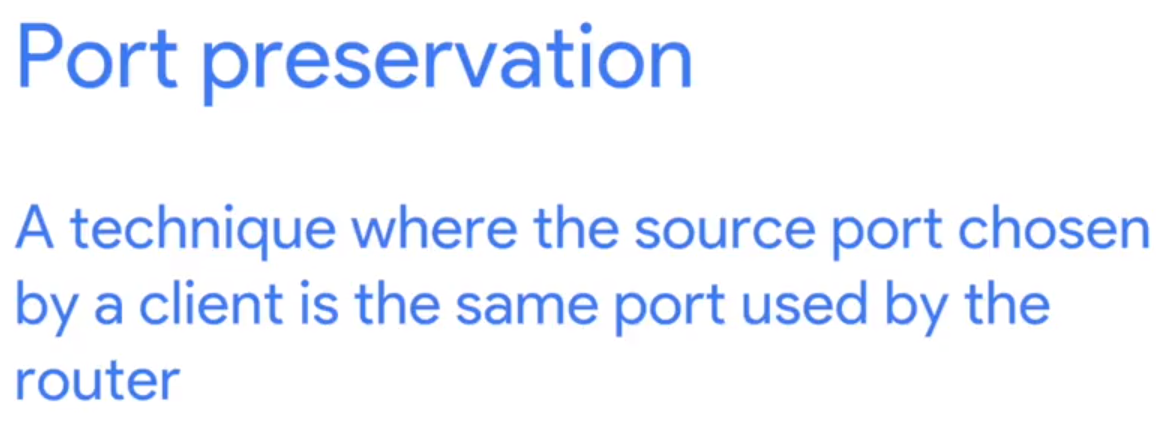 Port preservation
A technique where the source port chosen
by a client is the same port used by the
router